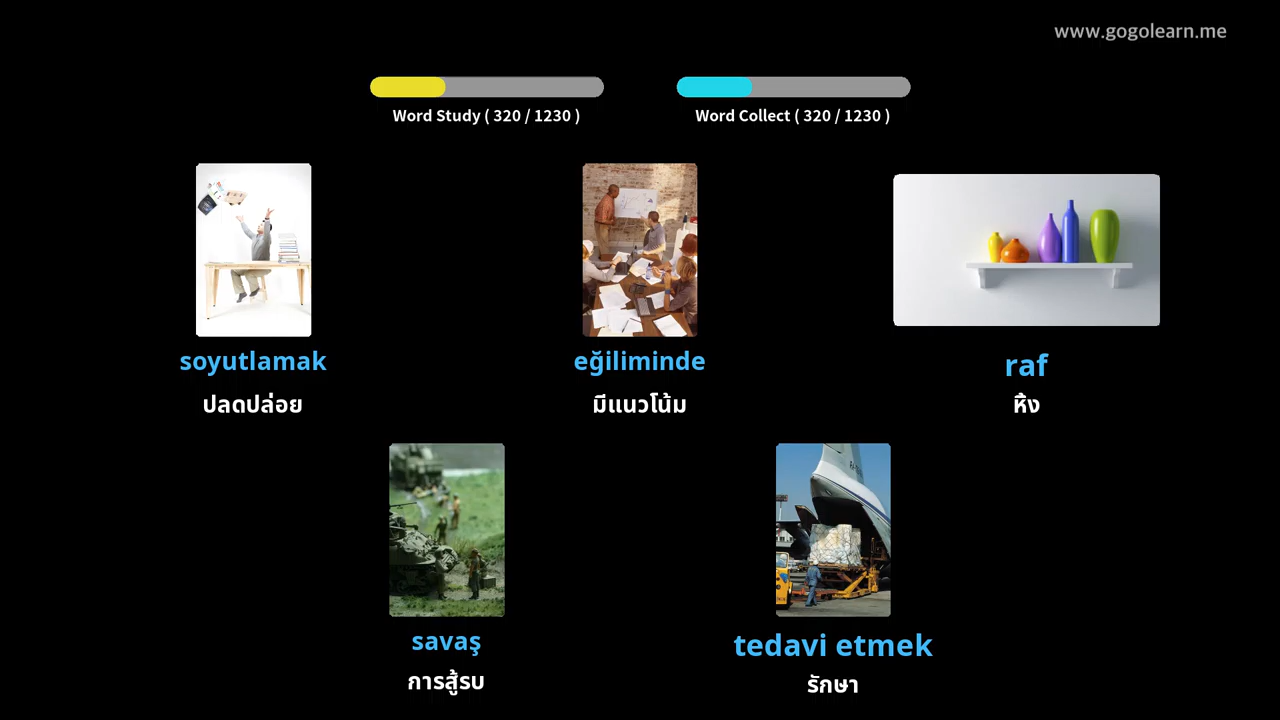 www.gogolearn.me
Word Study ( 320 / 1230 )
Word Collect ( 320 / 1230 )
soyutlamak
ปลดปล่อย
eğiliminde
มีแนวโน้ม
raf
หิ้ง
savaş
การสู้รบ
tedavi etmek
รักษา